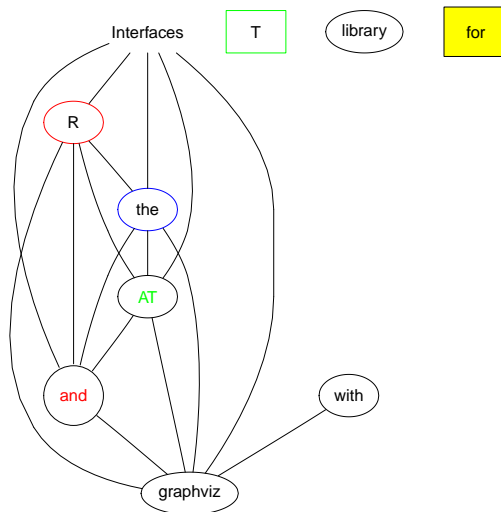 Interfaces
T
library
for
R
the
AT
and
with
graphviz